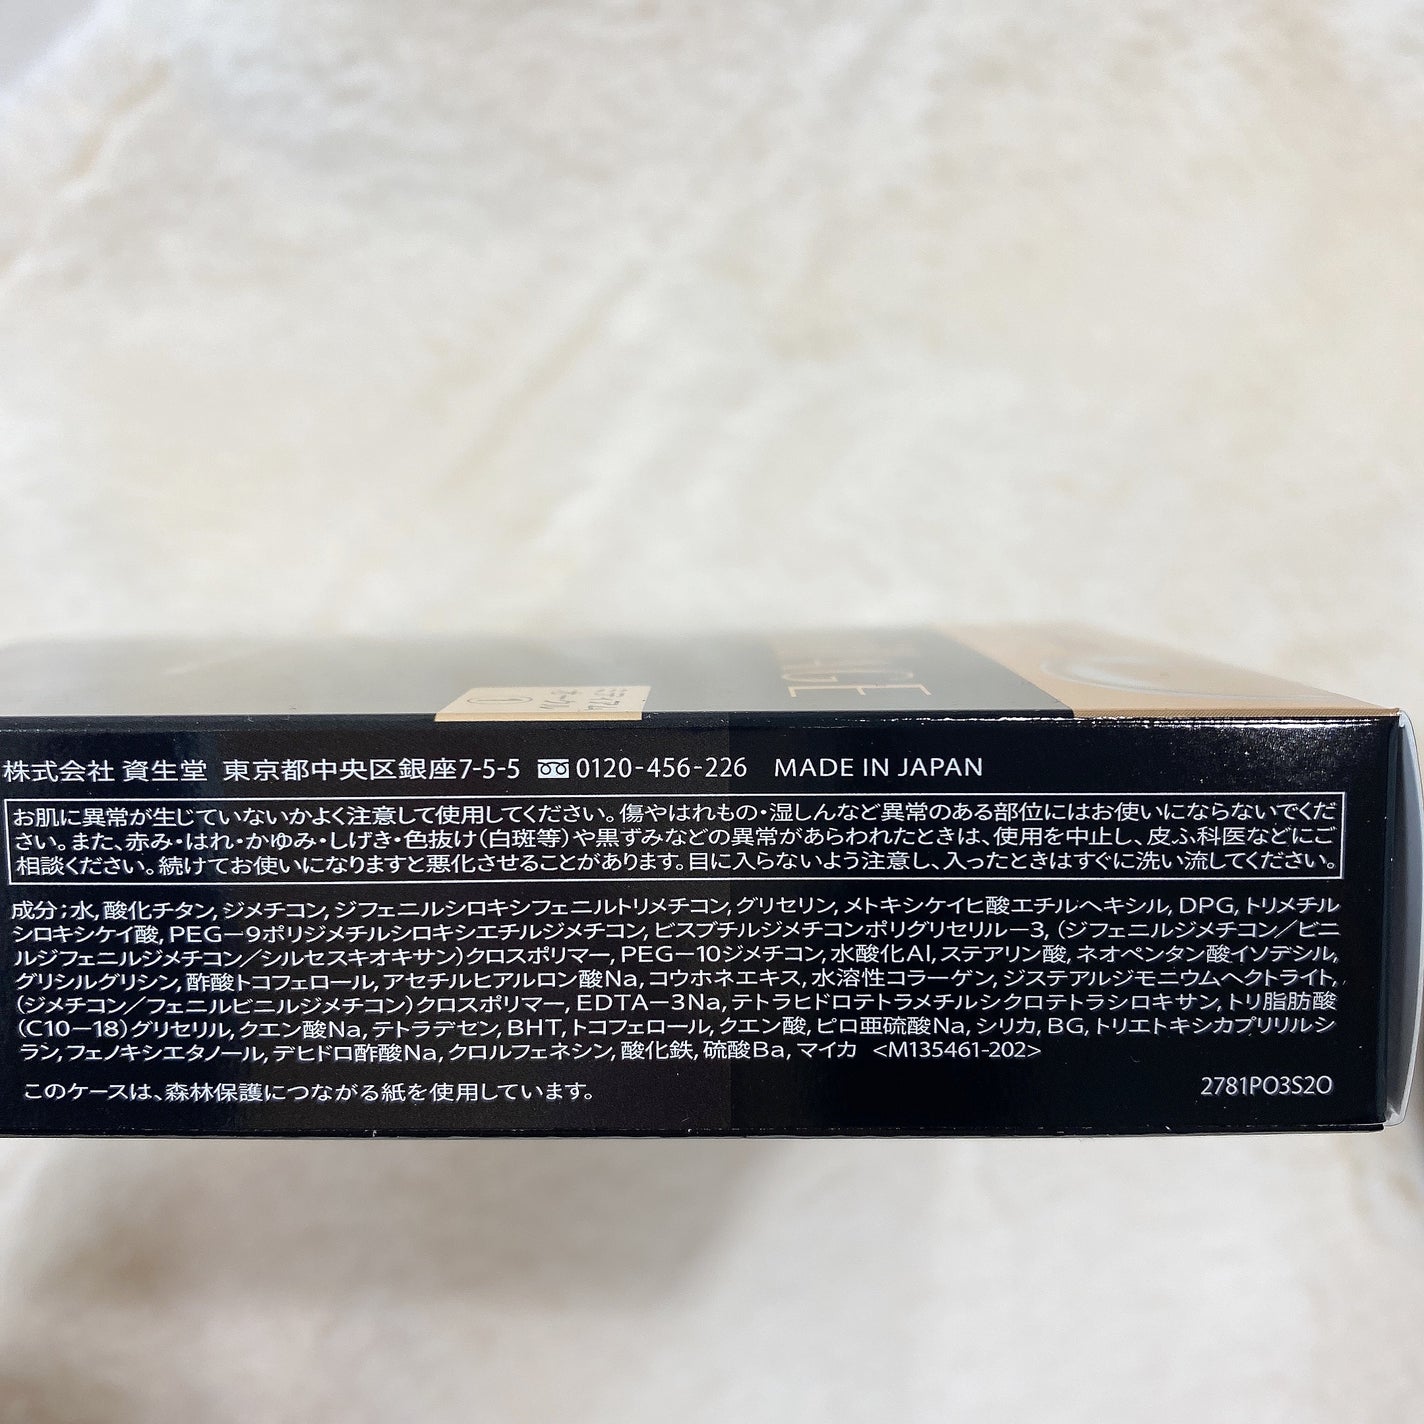 株式会社 資生堂 東京都中央区銀座7-5-5 0120-456-226 MADE IN JAPAN
お肌に異常が生じていないかよく注意して使用してください。傷やはれもの・湿しんなど異常のある部位にはお使いにならないでくだ
さい。また、赤み・はれ・かゆみ・しげき・色抜け(白斑等)や黒ずみなどの異常があらわれたときは、使用を中止し、皮ふ科医などにご
相談ください。続けてお使いになりますと悪化させることがあります。目に入らないよう注意し、入ったときはすぐに洗い流してください。
成分;水,酸化チタン,ジメチコン,ジフェニルシロキシフェニルトリメチコン,グリセリン,メトキシケイヒ酸エチルヘキシル,DPG,トリメチル
シロキシケイ酸,PEG−9ポリジメチルシロキシエチルジメチコン,ビスブチルジメチコンポリグリセリル−3,(ジフェニルジメチコン/ビニ
ルジフェニルジメチコン/シルセスキオキサン)クロスポリマー,PEG−10ジメチコン,水酸化Al,ステアリン酸,ネオペンタン酸イソデシル,
グリシルグリシン,酢酸トコフェロール,アセチルヒアルロン酸Na,コウホネエキス,水溶性コラーゲン,ジステアルジモニウムヘクトライト,
(ジメチコン/フェニルビニルジメチコン)クロスポリマー,EDTA−3Na,テトラヒドロテトラメチルシクロテトラシロキサン,トリ脂肪酸
(C10−18)グリセリル,クエン酸Na,テトラデセン,BHT,トコフェロール,クエン酸,ピロ亜硫酸Na,シリカ,BG,トリエトキシカプリリルシ
ラン,フェノキシエタノール,デヒドロ酢酸Na,クロルフェネシン,酸化鉄,硫酸Ba,マイカ <M135461-202>
このケースは、森林保護につながる紙を使用しています。
2781PO3S2O